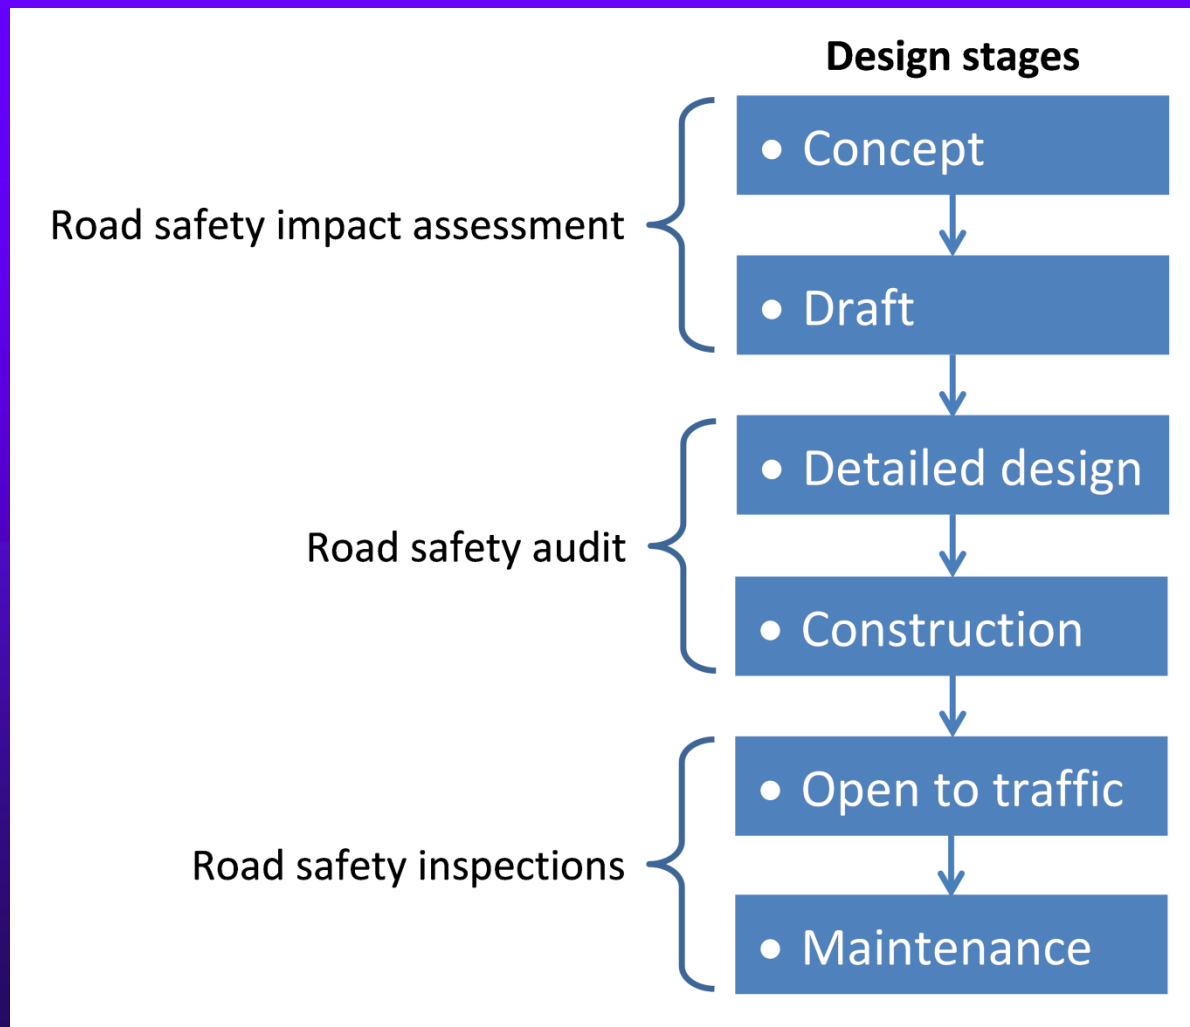 Design stages
• Concept
Road safety impact assessment
• Draft
• Detailed design
Road safety audit
• Construction
• Open to traffic
Road safety inspections
• Maintenance